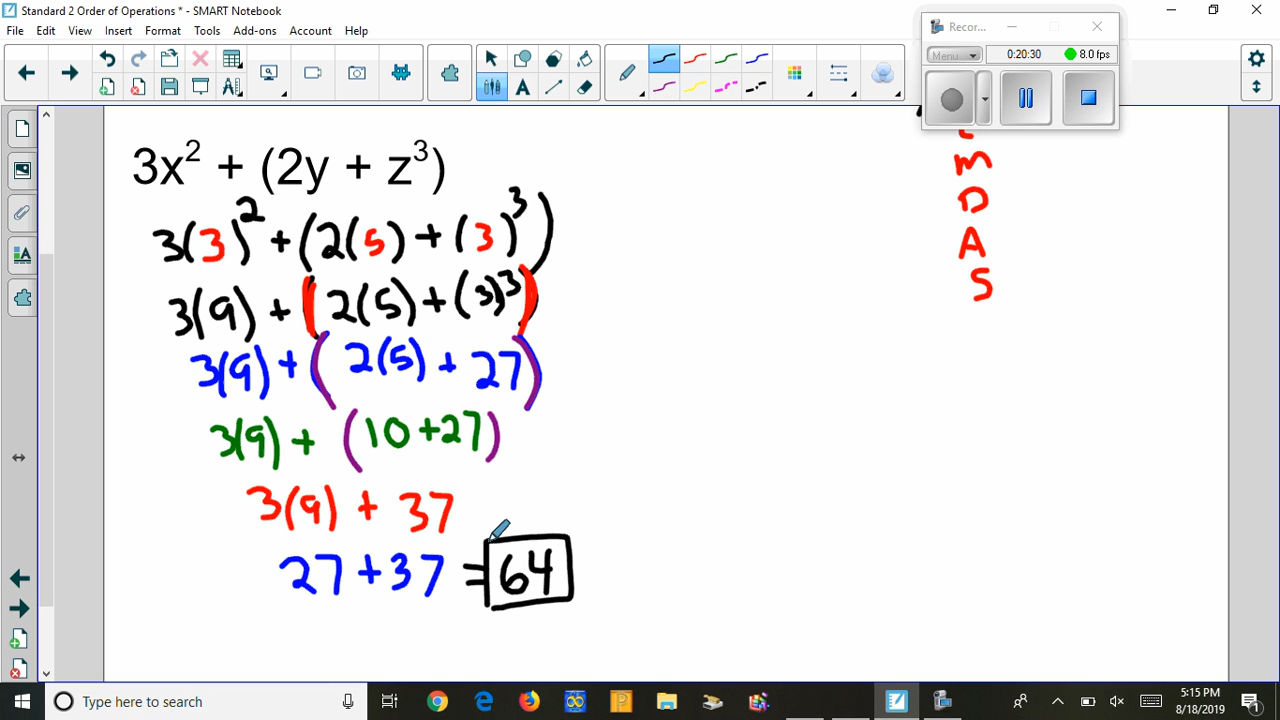 Standard 2 Order of Operations * - SMART Notebook
File Edit View Insert Format Tools Add-ons Account Help
Recor...
Menu 0:20:30 8.0 fps
3x² + (2y + z³)
3(3)² + (2(5) + (3)³)
3(9) + (2(5) + (3)³)
3(9) + (2(5) + 27)
3(9) + (10 + 27)
3(9) + 37
27 + 37 = 64
M
D
A
S
Type here to search
5:15 PM
8/18/2019
1